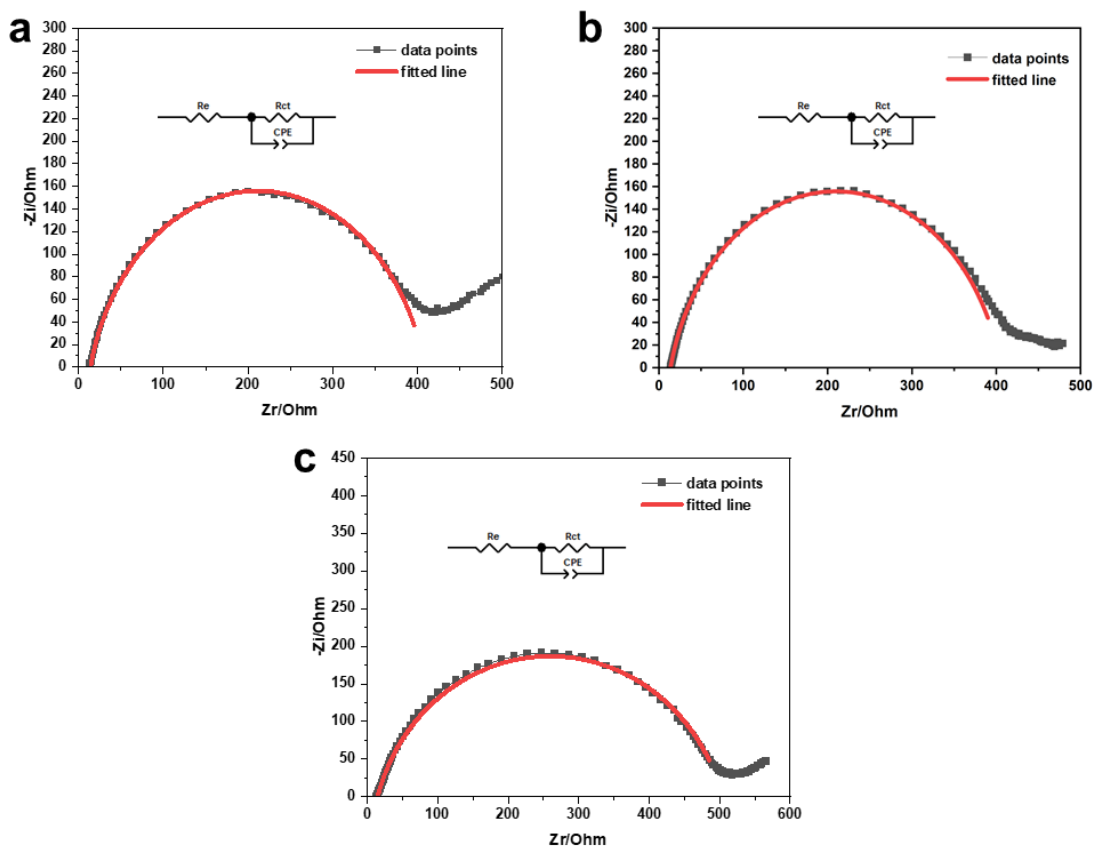 a
300
280
260
240
220
200
180
160
140
120
100
80
60
40
20
0
-Zi/Ohm
data points
fitted line
Re
Rct
CPE
0 100 200 300 400 500
Zr/Ohm
b
300
280
260
240
220
200
180
160
140
120
100
80
60
40
20
0
-Zi/Ohm
data points
fitted line
Re
Rct
CPE
0 100 200 300 400 500
Zr/Ohm
c
450
400
350
300
250
200
150
100
50
0
-Zi/Ohm
data points
fitted line
Re
Rct
CPE
0 100 200 300 400 500 600
Zr/Ohm